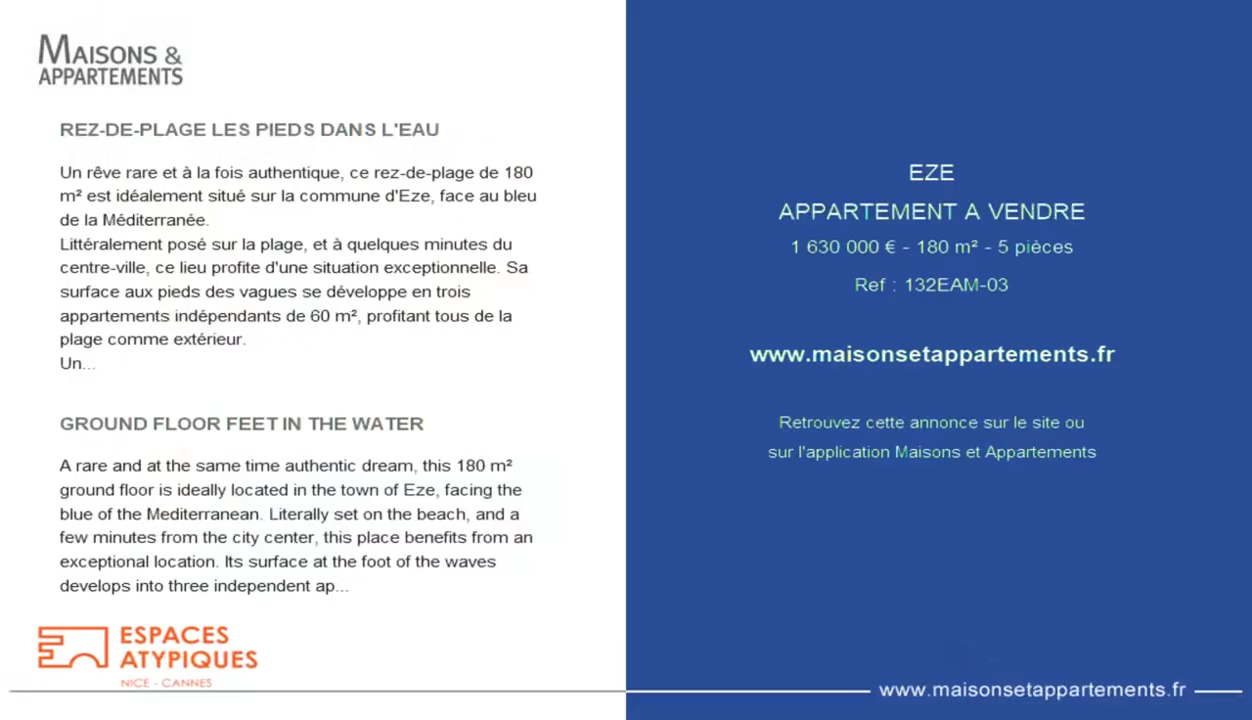 MAISONS &
APPARTEMENTS
REZ-DE-PLAGE LES PIEDS DANS L'EAU
Un rêve rare et à la fois authentique, ce rez-de-plage de 180
m² est idéalement situé sur la commune d'Eze, face au bleu
de la Méditerranée.
Littéralement posé sur la plage, et à quelques minutes du
centre-ville, ce lieu profite d'une situation exceptionnelle. Sa
surface aux pieds des vagues se développe en trois
appartements indépendants de 60 m², profitant tous de la
plage comme extérieur.
Un...
GROUND FLOOR FEET IN THE WATER
A rare and at the same time authentic dream, this 180 m²
ground floor is ideally located in the town of Eze, facing the
blue of the Mediterranean. Literally set on the beach, and a
few minutes from the city center, this place benefits from an
exceptional location. Its surface at the foot of the waves
develops into three independent ap...
ESPACES
ATYPIQUES
NICE - CANNES
EZE
APPARTEMENT A VENDRE
1 630 000 € - 180 m² - 5 pièces
Ref : 132EAM-03
www.maisonsetappartements.fr
Retrouvez cette annonce sur le site ou
sur l'application Maisons et Appartements
www.maisonsetappartements.fr